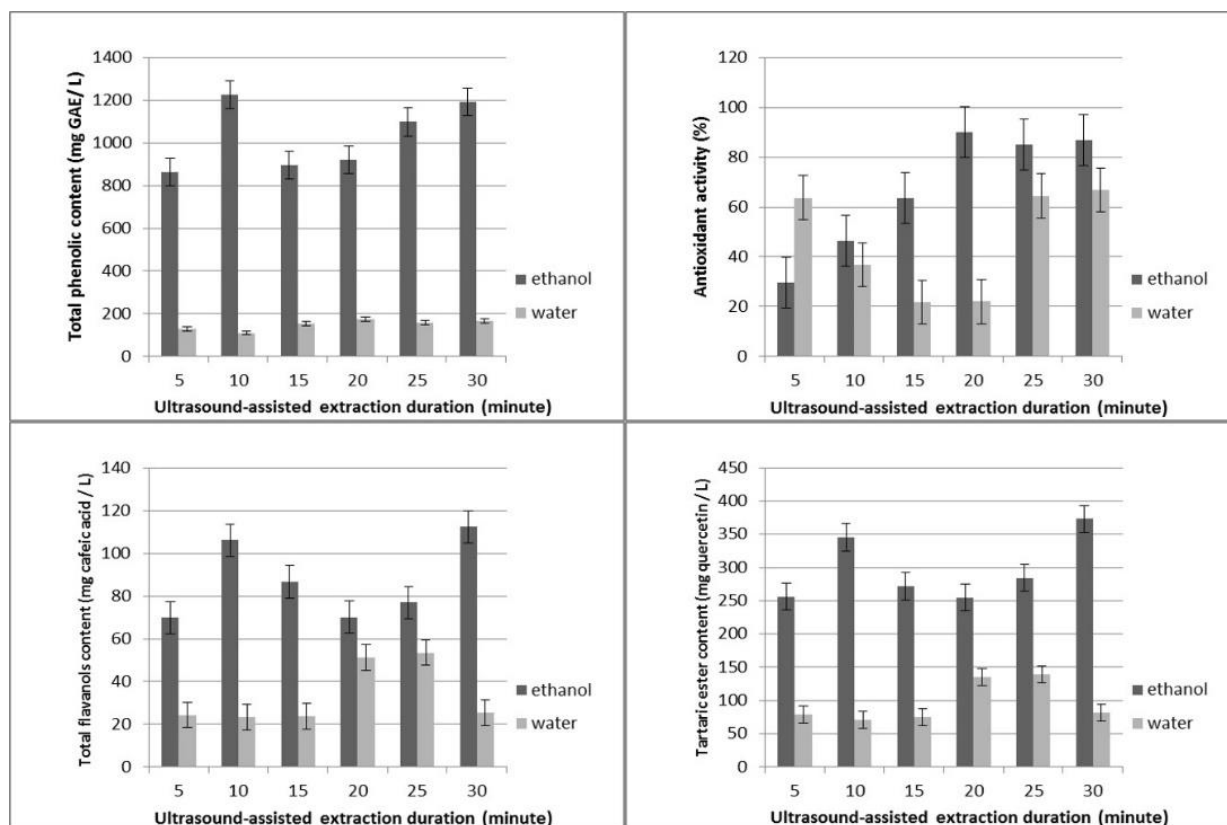 Total phenolic content (mg GAE/ L)
1400
1200
1000
800
600
400
200
0
5 10 15 20 25 30
Ultrasound-assisted extraction duration (minute)
ethanol
water
Antioxidant activity (%)
120
100
80
60
40
20
0
5 10 15 20 25 30
Ultrasound-assisted extraction duration (minute)
ethanol
water
Total flavanols content (mg cafeic acid / L)
140
120
100
80
60
40
20
0
5 10 15 20 25 30
Ultrasound-assisted extraction duration (minute)
ethanol
water
Tartaric ester content (mg quercetin / L)
450
400
350
300
250
200
150
100
50
0
5 10 15 20 25 30
Ultrasound-assisted extraction duration (minute)
ethanol
water